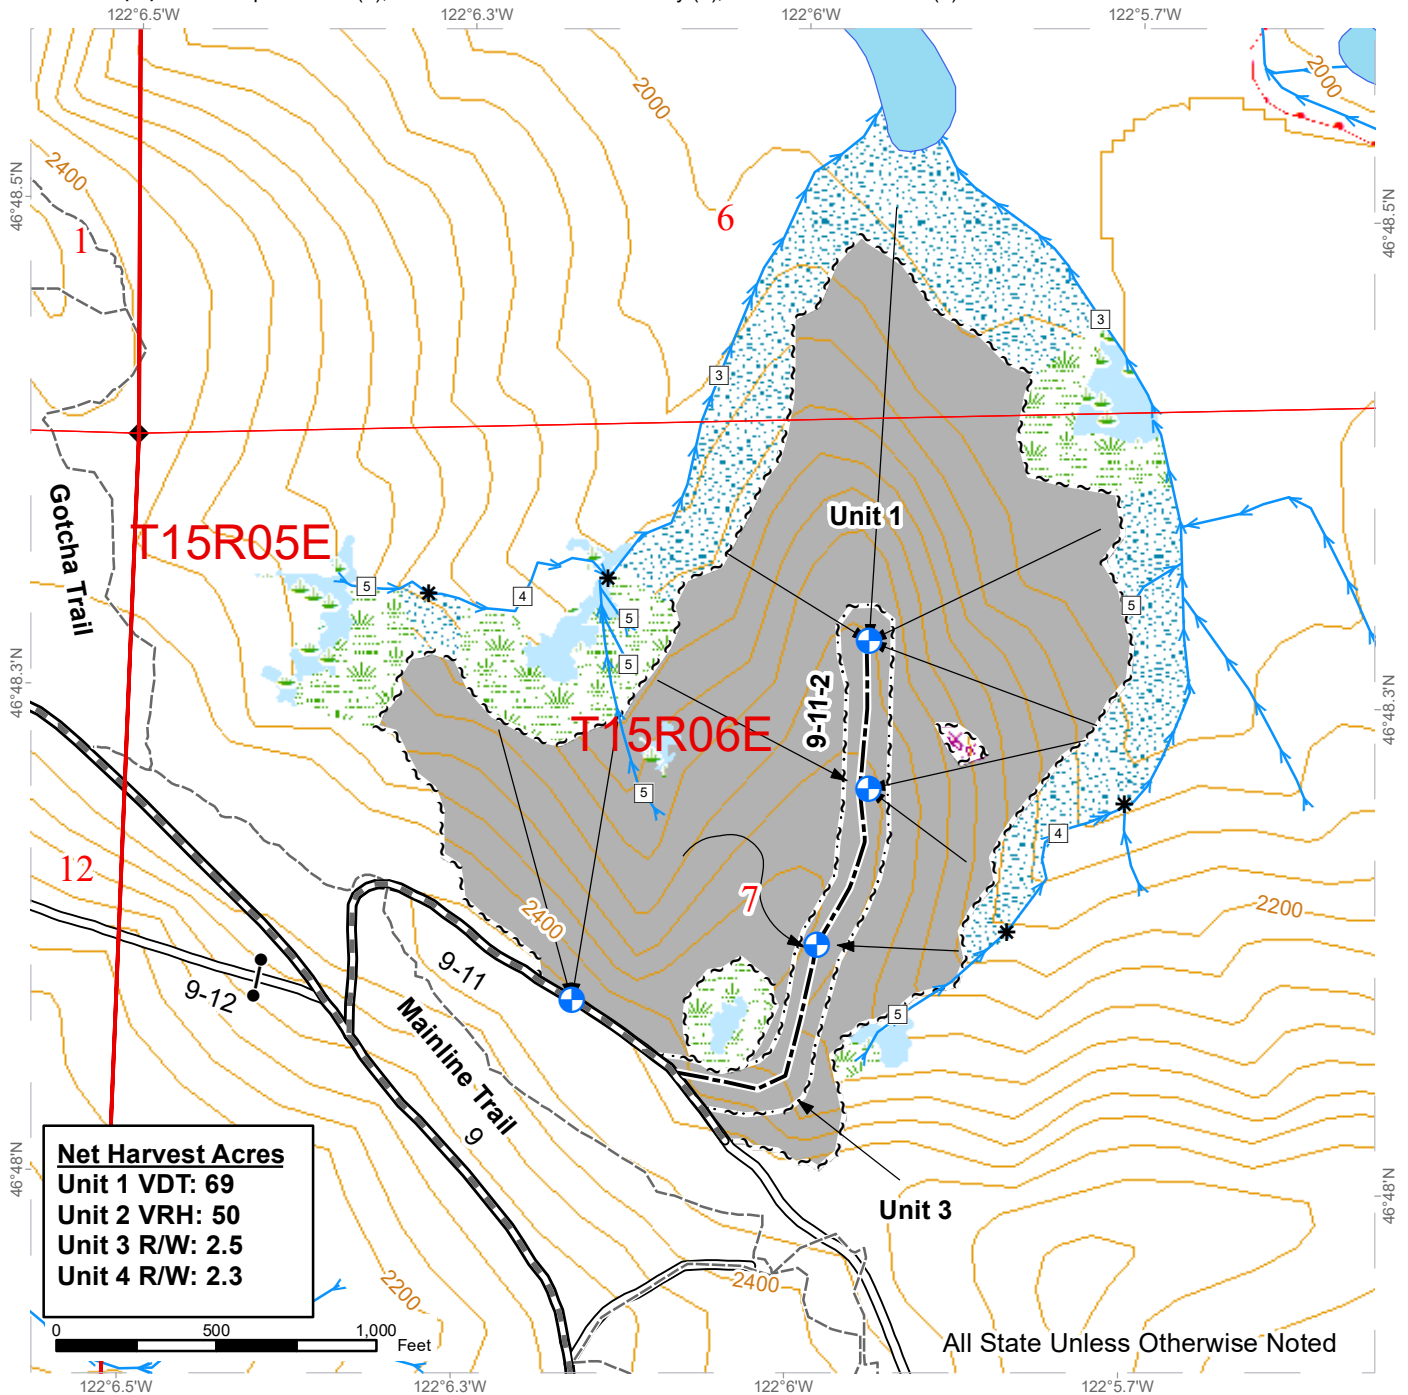 122°6.5'W
122°6.3'W
122°6'W
122°5.7'W
2000
2000
2400
46°48.5'N
46°48.5'N
1
6
3
3
Gotcha Trail
T15R05E
Unit 1
5
4
5
5
5
46°48.3'N
46°48.3'N
9-11-2
T15R06E
5
4
12
7
2400
2200
9-11
9-12
5
Mainline Trail
9
Net Harvest Acres
Unit 1 VDT: 69
Unit 2 VRH: 50
Unit 3 R/W: 2.5
Unit 4 R/W: 2.3
46°48'N
46°48'N
Unit 3
2200
2400
0 500 1,000
Feet
All State Unless Otherwise Noted
122°6.5'W
122°6.3'W
122°6'W
122°5.7'W